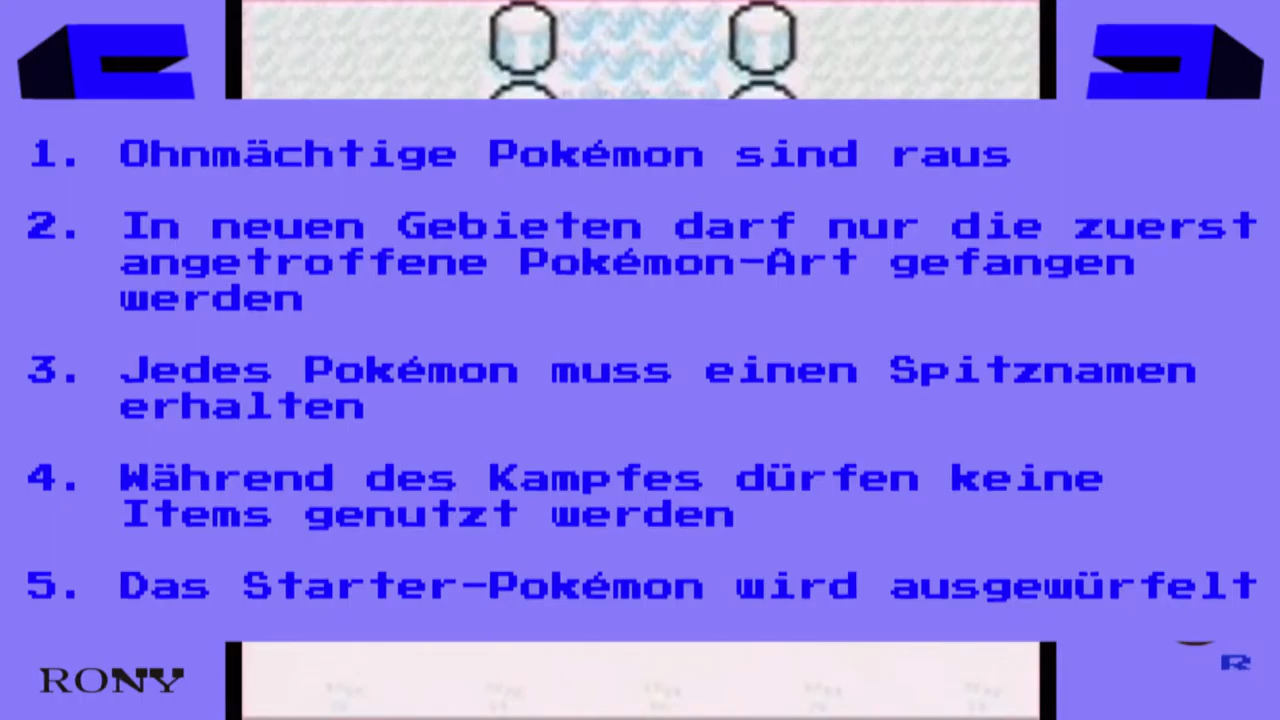 1. Ohnmächtige Pokémon sind raus
2. In neuen Gebieten darf nur die zuerst
angetroffene Pokémon-Art gefangen
werden
3. Jedes Pokémon muss einen Spitznamen
erhalten
4. Während des Kampfes dürfen keine
Items genutzt werden
5. Das Starter-Pokémon wird ausgewürfelt
RONY
R